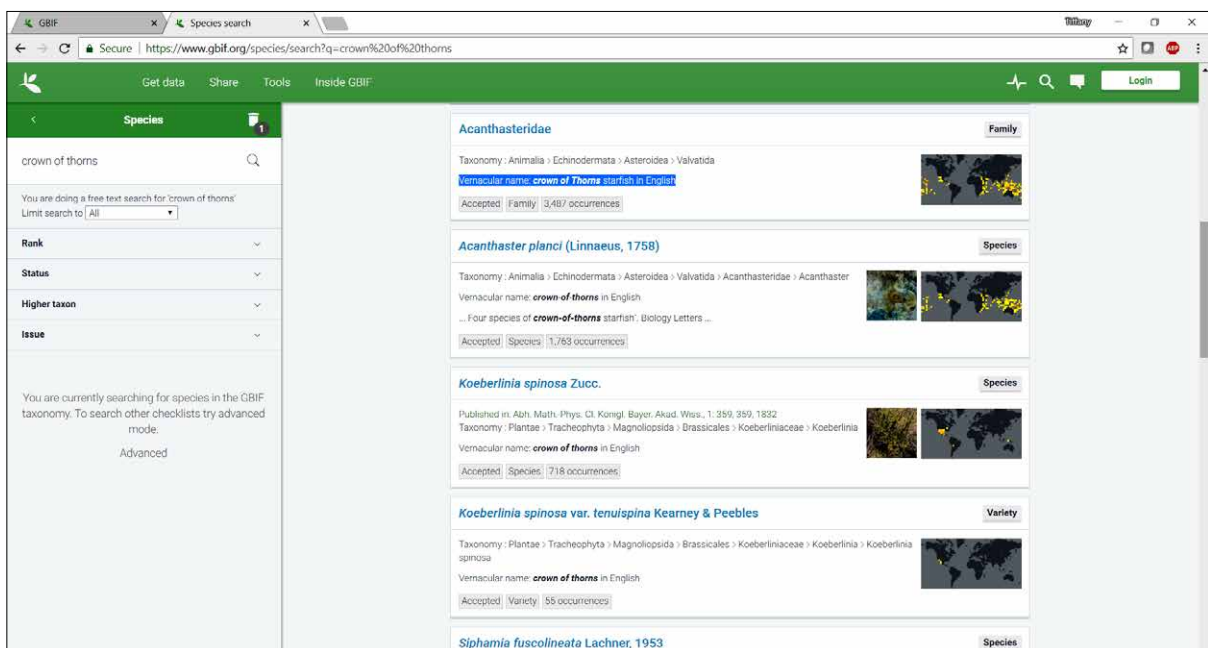 GBIF
Species search
Tiffany
Secure
https://www.gbif.org/species/search?q=crown%20of%20thorns
ABP
Get data Share Tools Inside GBIF
Login
Species
1
crown of thorns
You are doing a free text search for 'crown of thorns'
Limit search to All
Rank
Status
Higher taxon
Issue
You are currently searching for species in the GBIF
taxonomy. To search other checklists try advanced
mode.
Advanced
Acanthasteridae
Family
Taxonomy : Animalia > Echinodermata > Asteroidea > Valvatida
Vernacular name: crown of Thorns starfish in English
Accepted Family 3,487 occurrences
Acanthaster planci (Linnaeus, 1758)
Species
Taxonomy : Animalia > Echinodermata > Asteroidea > Valvatida > Acanthasteridae > Acanthaster
Vernacular name: crown-of-thorns in English
... Four species of crown-of-thorns starfish'. Biology Letters ...
Accepted Species 1,763 occurrences
Koeberlinia spinosa Zucc.
Species
Published in: Abh. Math.-Phys. Cl. Königl. Bayer. Akad. Wiss., 1: 359, 359, 1832
Taxonomy : Plantae > Tracheophyta > Magnoliopsida > Brassicales > Koeberliniaceae > Koeberlinia
Vernacular name: crown of thorns in English
Accepted Species 718 occurrences
Koeberlinia spinosa var. tenuispina Kearney & Peebles
Variety
Taxonomy : Plantae > Tracheophyta > Magnoliopsida > Brassicales > Koeberliniaceae > Koeberlinia > Koeberlinia
spinosa
Vernacular name: crown of thorns in English
Accepted Variety 55 occurrences
Siphamia fuscolineata Lachner, 1953
Species